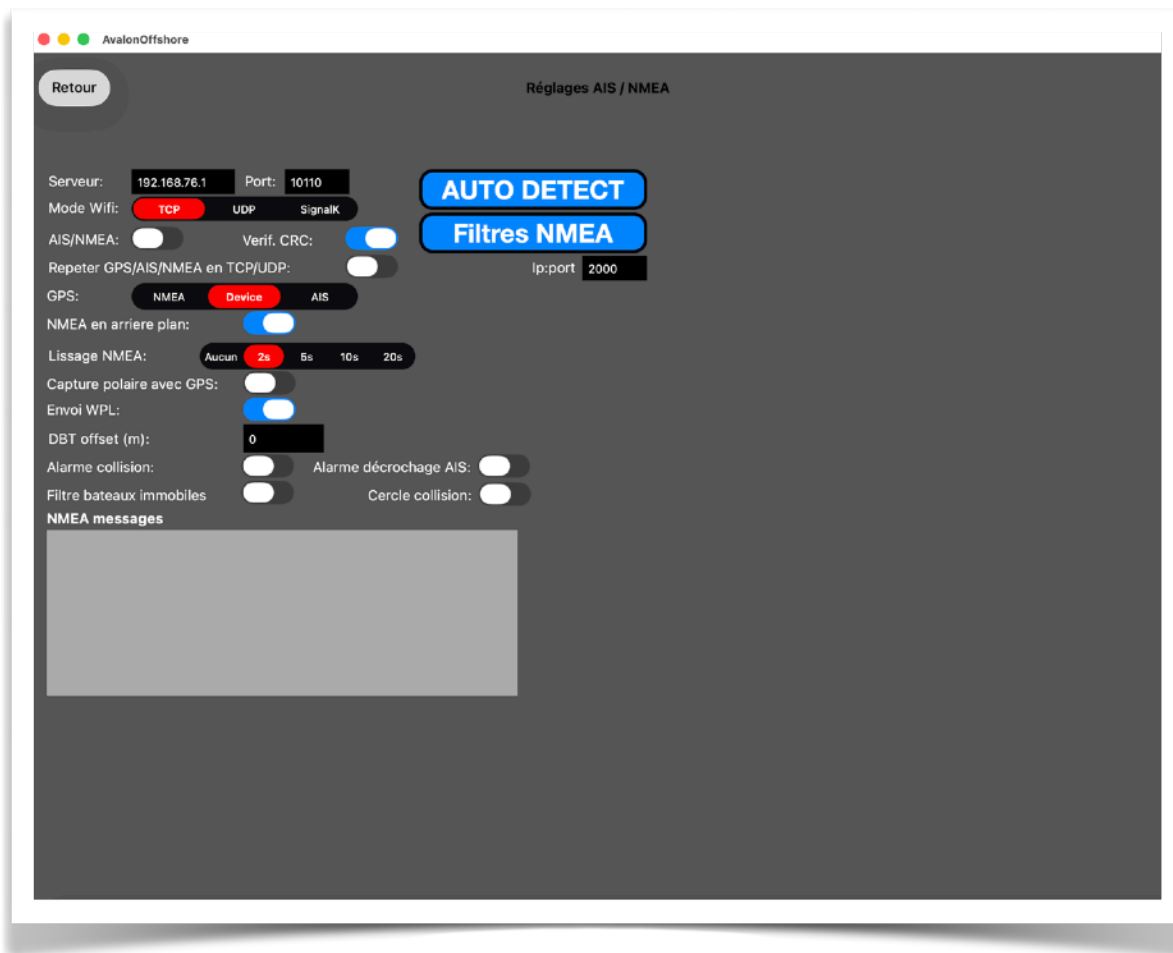 AvalonOffshore
Retour
Réglages AIS / NMEA
Serveur: 192.168.76.1 Port: 10110
AUTO DETECT
Mode Wifi: TCP UDP SignalK
Filtres NMEA
AIS/NMEA: Verif. CRC:
Repeter GPS/AIS/NMEA en TCP/UDP: Ip:port 2000
GPS: NMEA Device AIS
NMEA en arriere plan:
Lissage NMEA: Aucun 2s 5s 10s 20s
Capture polaire avec GPS:
Envoi WPL:
DBT offset (m): 0
Alarme collision: Alarme décrochage AIS:
Filtre bateaux immobiles Cercle collision:
NMEA messages